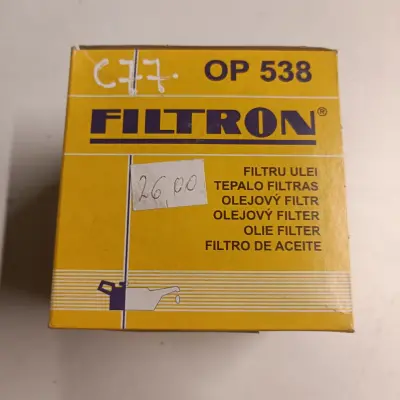 C77. OP 538
FILTRON®
26,00
FILTRU ULEI
TEPALO FILTRAS
OLEJOVÝ FILTR
OLEJOVÝ FILTER
OLIE FILTER
FILTRO DE ACEITE